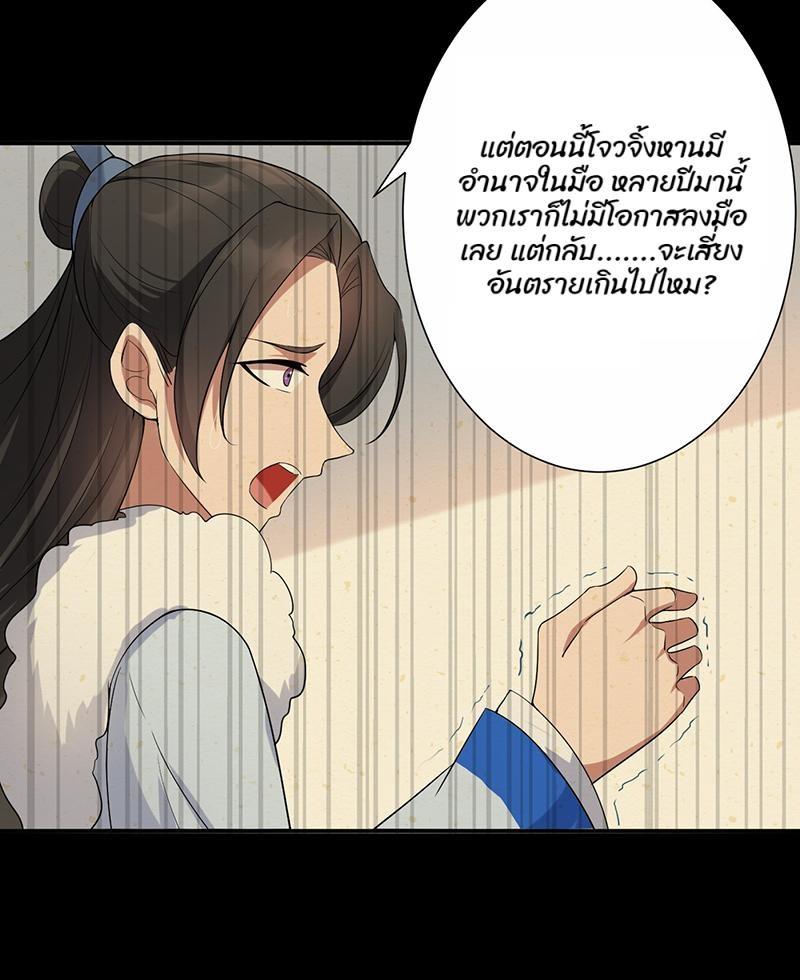 แต่ตอนนี้โจวจิ้งหานมี
อำนาจในมือ หลายปีมานี้
พวกเราก็ไม่มีโอกาสลงมือ
เลย แต่กลับ.......จะเสี่ยง
อันตรายเกินไปไหม?